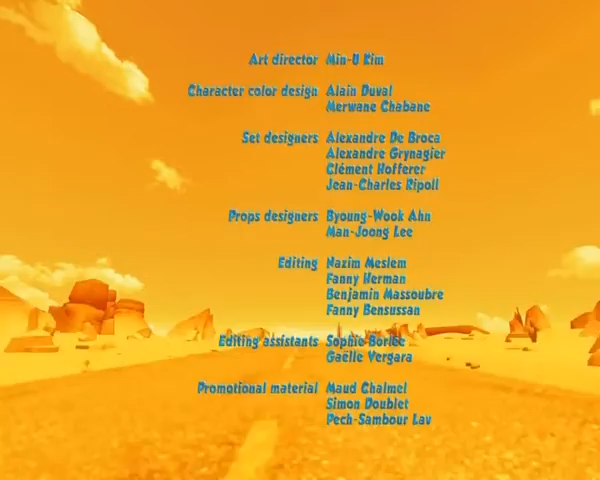 Art director Min-U Kim
Character color design Alain Duval
Merwane Chabane
Set designers Alexandre De Broca
Alexandre Grynagier
Clément Hofferer
Jean-Charles Ripoll
Props designers Byoung-Wook Ahn
Man-Joong Lee
Editing Nazim Meslem
Fanny Herman
Benjamin Massoubre
Fanny Bensussan
Editing assistants Sophie Borlée
Gaëlle Vergara
Promotional material Maud Chalmel
Simon Doublet
Pech-Sambour Lav